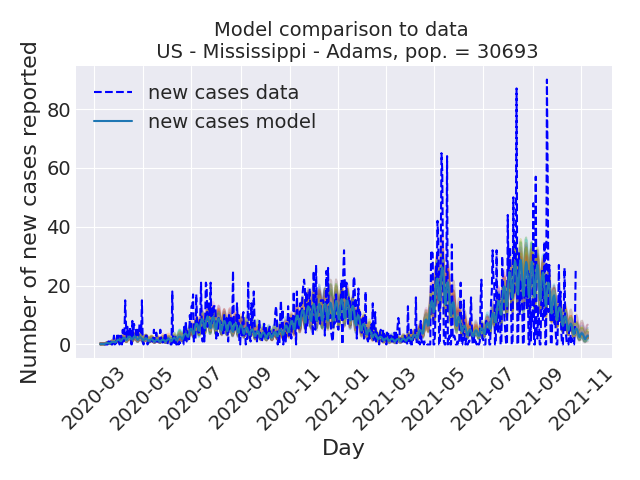 Model comparison to data
US - Mississippi - Adams, pop. = 30693
Number of new cases reported
new cases data
new cases model
80
60
40
20
0
2020-03
2020-05
2020-07
2020-09
2020-11
2021-01
2021-03
2021-05
2021-07
2021-09
2021-11
Day